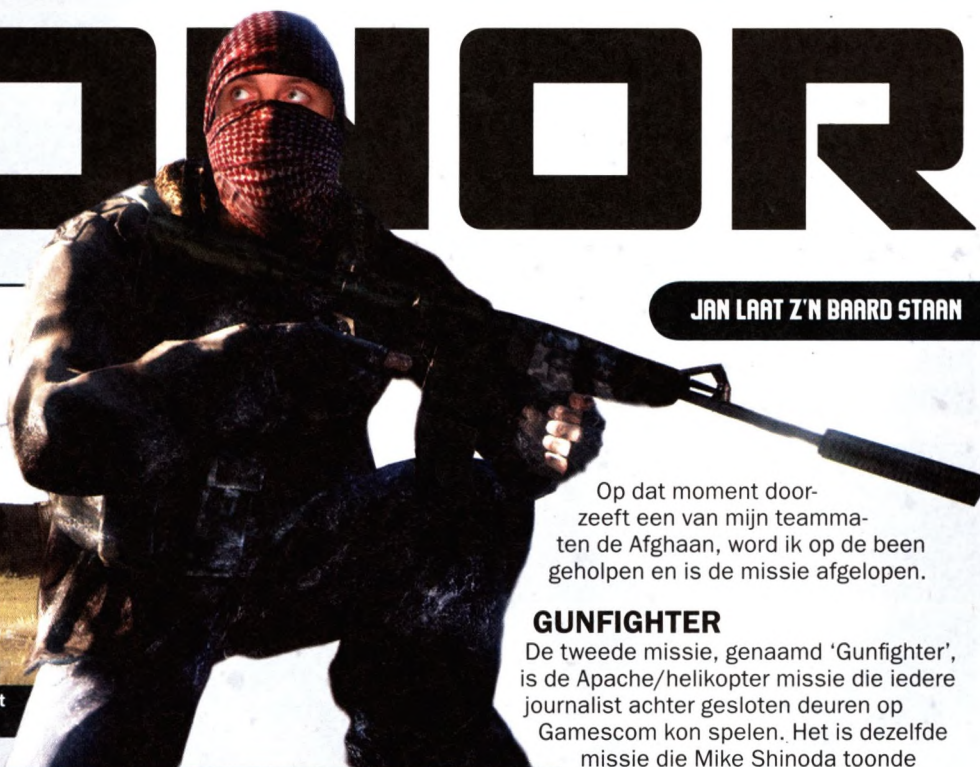 ONOR
JAN LAAT Z'N BAARD STAAN
Op dat moment door-
zeeft een van mijn teamma-
ten de Afghaan, word ik op de been
geholpen en is de missie afgelopen.
GUNFIGHTER
De tweede missie, genaamd ‘Gunfighter’,
is de Apache/helikopter missie die iedere
journalist achter gesloten deuren op
Gamescom kon spelen. Het is dezelfde
missie die Mike Shinoda toonde
t